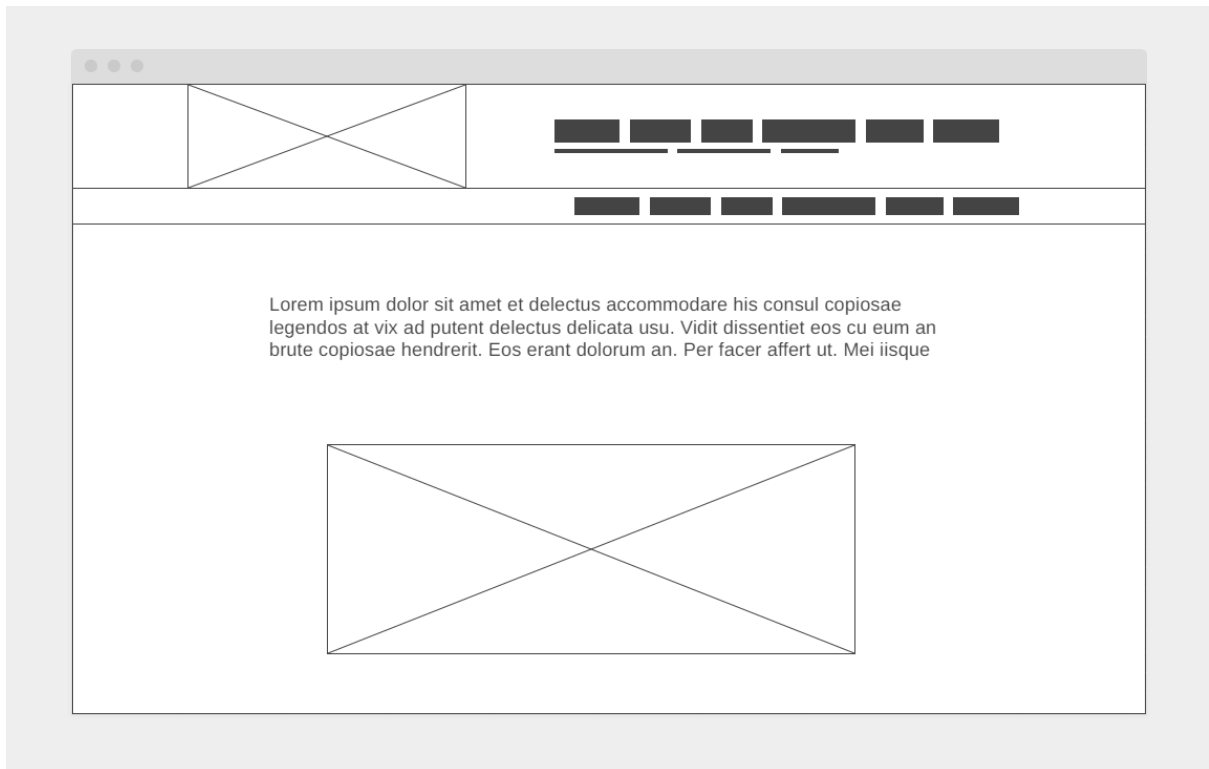 Lorem ipsum dolor sit amet et delectus accommodare his consul copiosae
legendos at vix ad putent delectus delicata usu. Vidit dissentiet eos cu eum an
brute copiosae hendrerit. Eos erant dolorum an. Per facer affert ut. Mei iisque